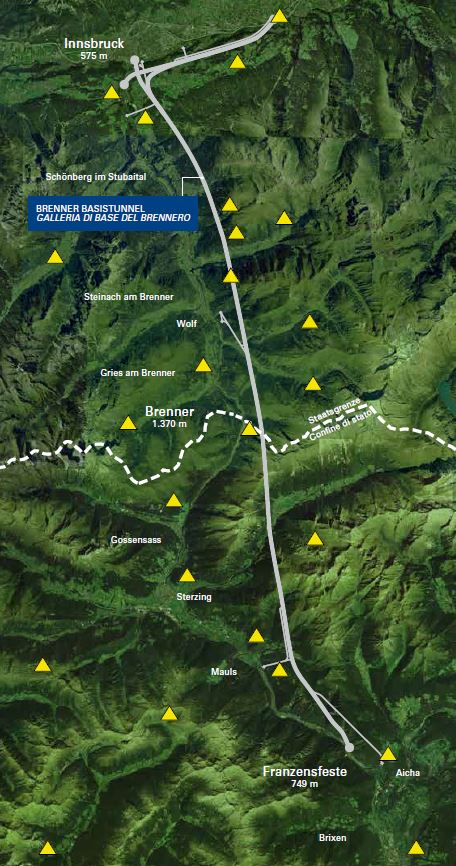 Innsbruck
575 m
Schönberg im Stubaital
BRENNER BASISTUNNEL
GALLERIA DI BASE DEL BRENNERO
Steinach am Brenner
Wolf
Gries am Brenner
Brenner
1.370 m
Staatsgrenze
Confine di stato
Gossensass
Sterzing
Mauls
Franzensfeste
749 m
Aicha
Brixen